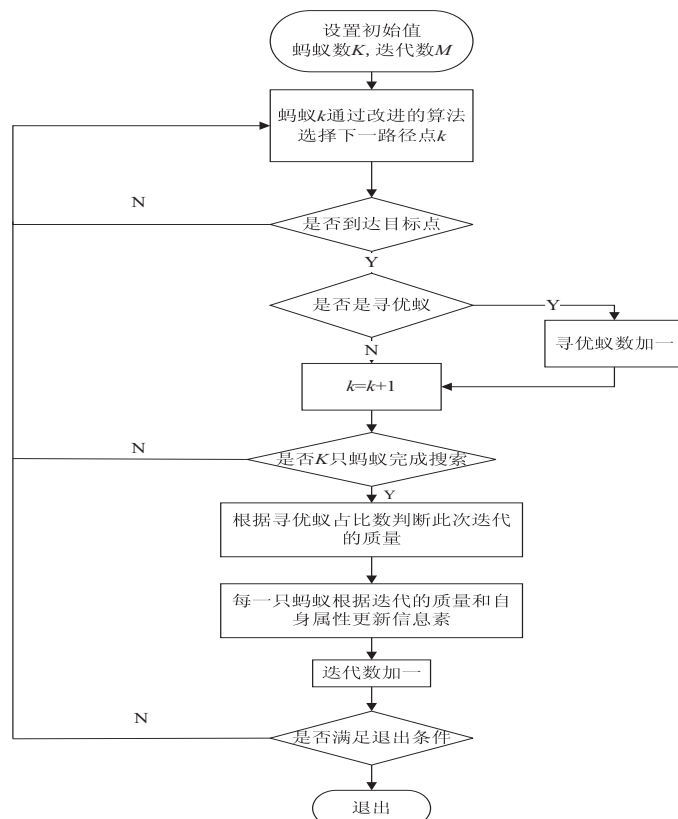 设置初始值
蚂蚁数K, 迭代数M
蚂蚁k通过改进的算法
选择下一路径点k
N
是否到达目标点
Y
是否是寻优蚁
Y
寻优蚁数加一
N
k=k+1
N
是否K只蚂蚁完成搜索
Y
根据寻优蚁占比数判断此次迭代
的质量
每一只蚂蚁根据迭代的质量和自
身属性更新信息素
迭代数加一
N
是否满足退出条件
退出